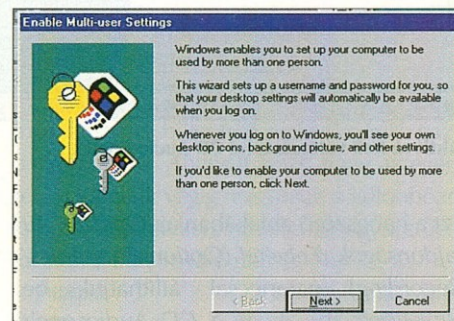 Enable Multi-user Settings
Windows enables you to set up your computer to be
used by more than one person.
This wizard sets up a username and password for you, so
that your desktop settings will automatically be available
when you log on.
Whenever you log on to Windows, you'll see your own
desktop icons, background picture, and other settings.
If you'd like to enable your computer to be used by more
than one person, click Next.
< Back
Next >
Cancel